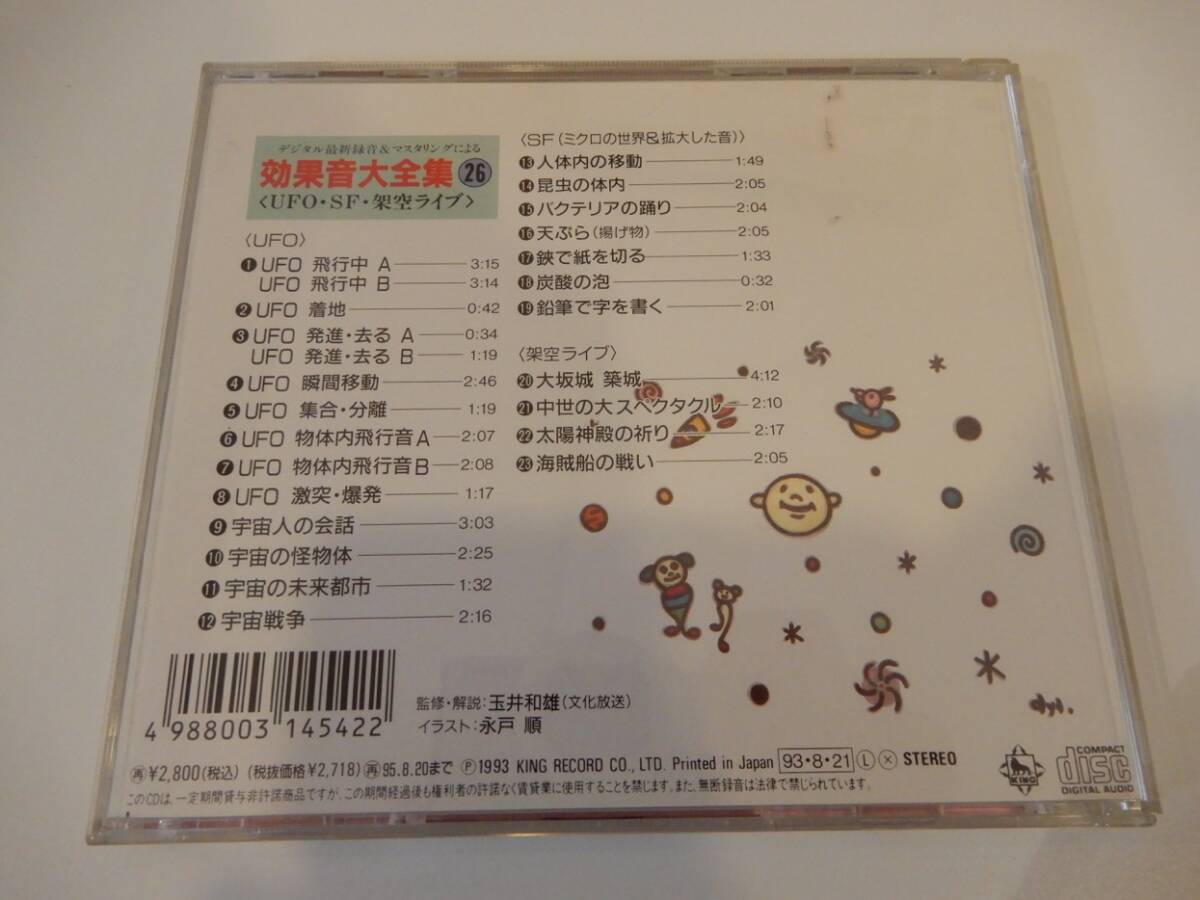 デジタル最新録音&マスタリングによる
効果音大全集 26
〈UFO・SF・架空ライブ〉
〈UFO〉
❶ UFO 飛行中 A 3:15
UFO 飛行中 B 3:14
❷ UFO 着地 0:42
❸ UFO 発進・去る A 0:34
UFO 発進・去る B 1:19
❹ UFO 瞬間移動 2:46
❺ UFO 集合・分離 1:19
❻ UFO 物体内飛行音A 2:07
❼ UFO 物体内飛行音B 2:08
❽ UFO 激突・爆発 1:17
❾ 宇宙人の会話 3:03
❿ 宇宙の怪物体 2:25
⓫ 宇宙の未来都市 1:32
⓬ 宇宙戦争 2:16
〈SF(ミクロの世界&拡大した音)〉
⓭ 人体内の移動 1:49
⓮ 昆虫の体内 2:05
⓯ バクテリアの踊り 2:04
⓰ 天ぷら(揚げ物) 2:05
⓱ 鋏で紙を切る 1:33
⓲ 炭酸の泡 0:32
⓳ 鉛筆で字を書く 2:01
〈架空ライブ〉
⓴ 大坂城 築城 4:12
㉑ 中世の大スペクタクル 2:10
㉒ 太陽神殿の祈り 2:17
㉓ 海賊船の戦い 2:05
4 988003 145422
監修・解説:玉井和雄(文化放送)
イラスト:永戸 順
再¥2,800(税込) (税抜価格¥2,718) 再95.8.20まで Ⓟ1993 KING RECORD CO., LTD. Printed in Japan 93・8・21 Ⓛ Ⓧ STEREO
KING
COMPACT
disc
DIGITAL AUDIO
このCDは、一定期間貸与非許諾商品ですが、この期間経過後も権利者の許諾なく賃貸業に使用することを禁じます。また、無断録音は法律で禁じられています。